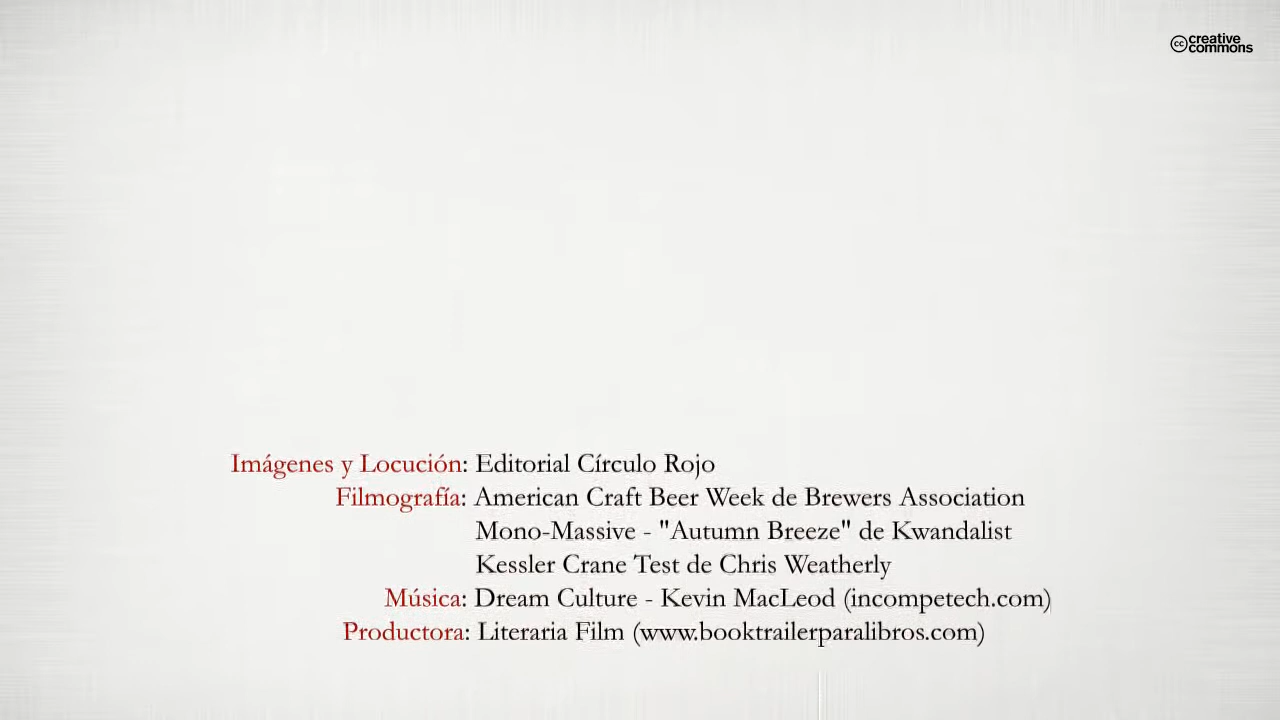 creative
commons
Imágenes y Locución: Editorial Círculo Rojo
Filmografía: American Craft Beer Week de Brewers Association
Mono-Massive - "Autumn Breeze" de Kwandalist
Kessler Crane Test de Chris Weatherly
Música: Dream Culture - Kevin MacLeod (incompetech.com)
Productora: Literaria Film (www.booktrailerparalibros.com)